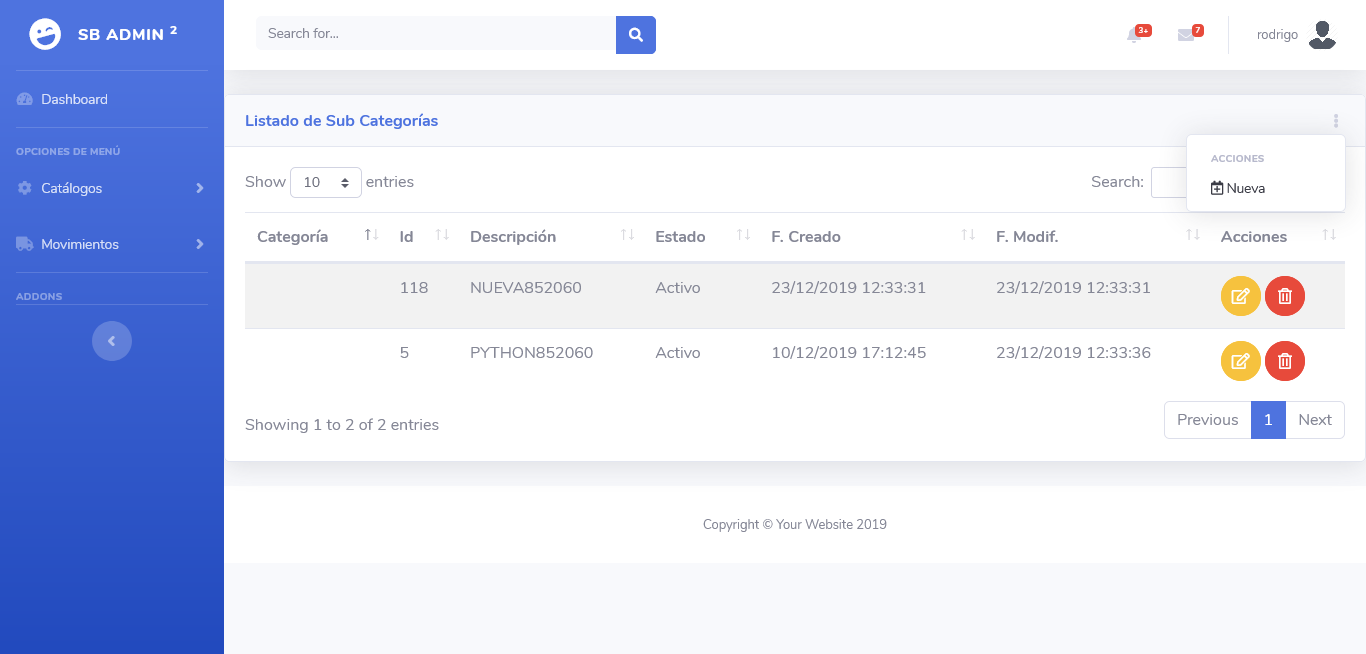 SB ADMIN 2
Search for...
3+
7
rodrigo
Dashboard
OPCIONES DE MENÚ
Catálogos
Movimientos
ADDONS
Listado de Sub Categorías
ACCIONES
Nueva
Show 10 entries
Search:
Categoría Id Descripción Estado F. Creado F. Modif. Acciones
118 NUEVA852060 Activo 23/12/2019 12:33:31 23/12/2019 12:33:31
5 PYTHON852060 Activo 10/12/2019 17:12:45 23/12/2019 12:33:36
Showing 1 to 2 of 2 entries
Previous 1 Next
Copyright © Your Website 2019